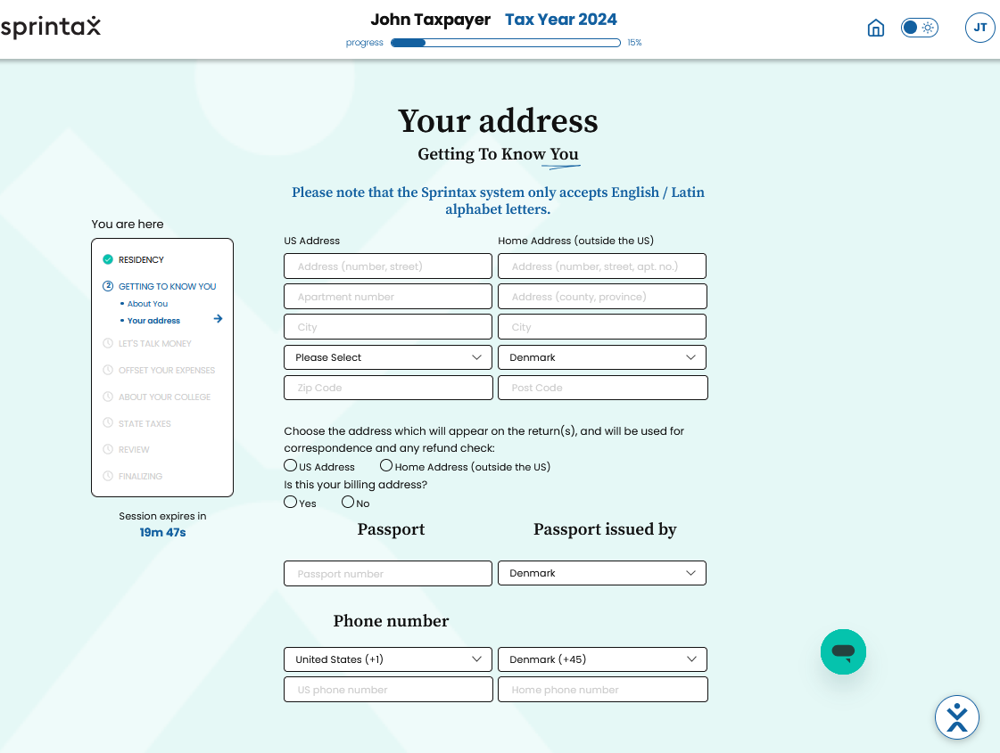 sprintax
John Taxpayer Tax Year 2024
progress 15%
JT
Your address
Getting To Know You
Please note that the Sprintax system only accepts English / Latin
alphabet letters.
You are here
RESIDENCY
2 GETTING TO KNOW YOU
About You
Your address
LET'S TALK MONEY
OFFSET YOUR EXPENSES
ABOUT YOUR COLLEGE
STATE TAXES
REVIEW
FINALIZING
Session expires in
19m 47s
US Address Home Address (outside the US)
Address (number, street) Address (number, street, apt. no.)
Apartment number Address (county, province)
City City
Please Select Denmark
Zip Code Post Code
Choose the address which will appear on the return(s), and will be used for
correspondence and any refund check:
US Address Home Address (outside the US)
Is this your billing address?
Yes No
Passport Passport issued by
Passport number Denmark
Phone number
United States (+1) Denmark (+45)
US phone number Home phone number